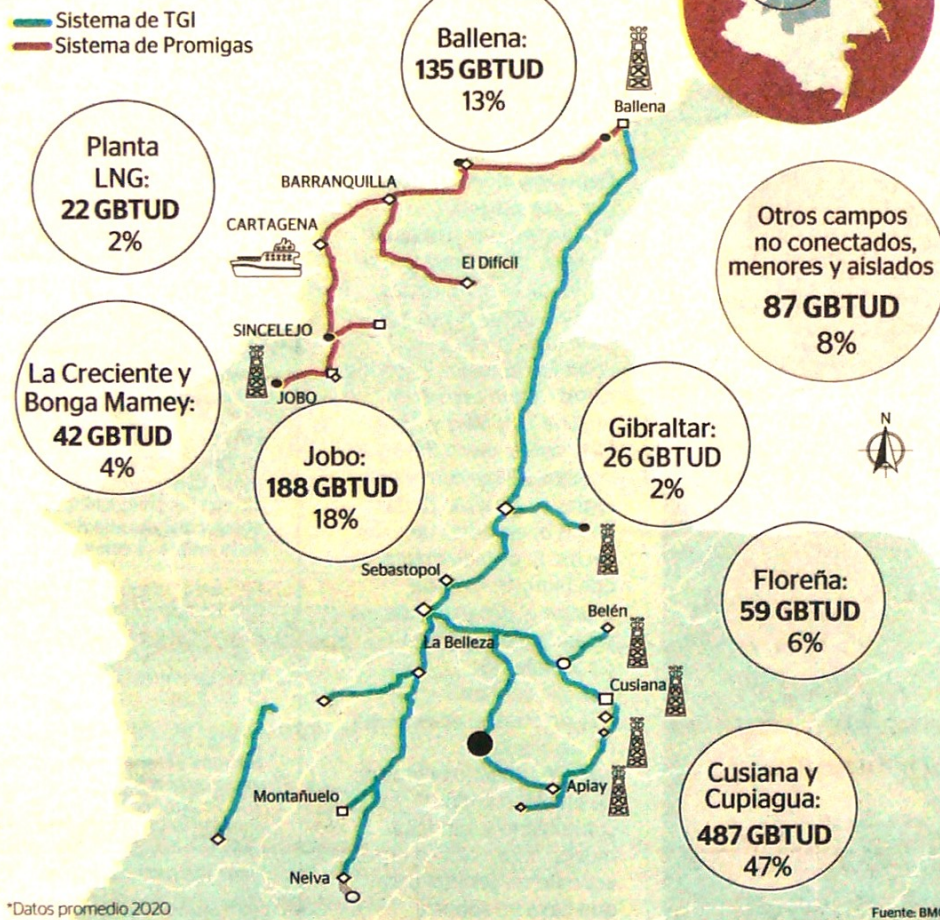 Sistema de TGI
Sistema de Promigas
Ballena:
135 GBTUD
13%
Ballena
Planta
LNG:
22 GBTUD
2%
BARRANQUILLA
CARTAGENA
El Difícil
Otros campos
no conectados,
menores y aislados
87 GBTUD
8%
SINCELEJO
JOBO
La Creciente y
Bonga Mamey:
42 GBTUD
4%
Jobo:
188 GBTUD
18%
Gibraltar:
26 GBTUD
2%
N
Sebastopol
Floreña:
59 GBTUD
6%
Belén
La Belleza
Cusiana
Apiay
Cusiana y
Cupiagua:
487 GBTUD
47%
Montañuelo
Neiva
*Datos promedio 2020
Fuente: BM